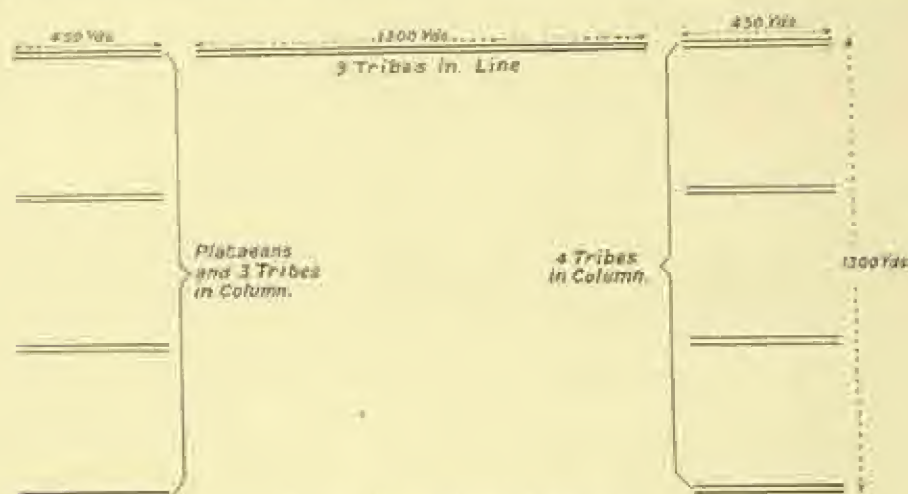 450 Yds.
1300 Yds.
450 Yds
3 Tribes in. Line
Plataeans
and 3 Tribes
in Column.
4 Tribes
in Column.
1300 Yds